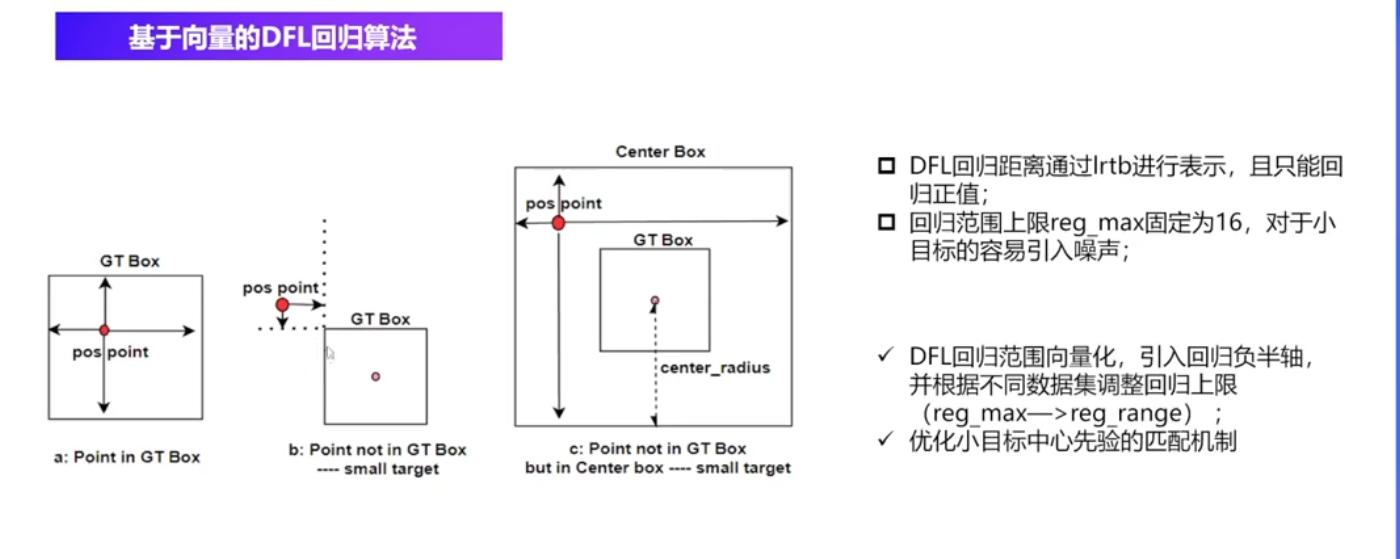 基于向量的DFL回归算法
GT Box
pos point
a: Point in GT Box
pos point
GT Box
b: Point not in GT Box
---- small target
Center Box
pos point
GT Box
center_radius
c: Point not in GT Box
but in Center box ---- small target
DFL回归距离通过lrtb进行表示，且只能回
归正值；
回归范围上限reg_max固定为16，对于小
目标的容易引入噪声；
DFL回归范围向量化，引入回归负半轴，
并根据不同数据集调整回归上限
（reg_max—>reg_range）；
优化小目标中心先验的匹配机制